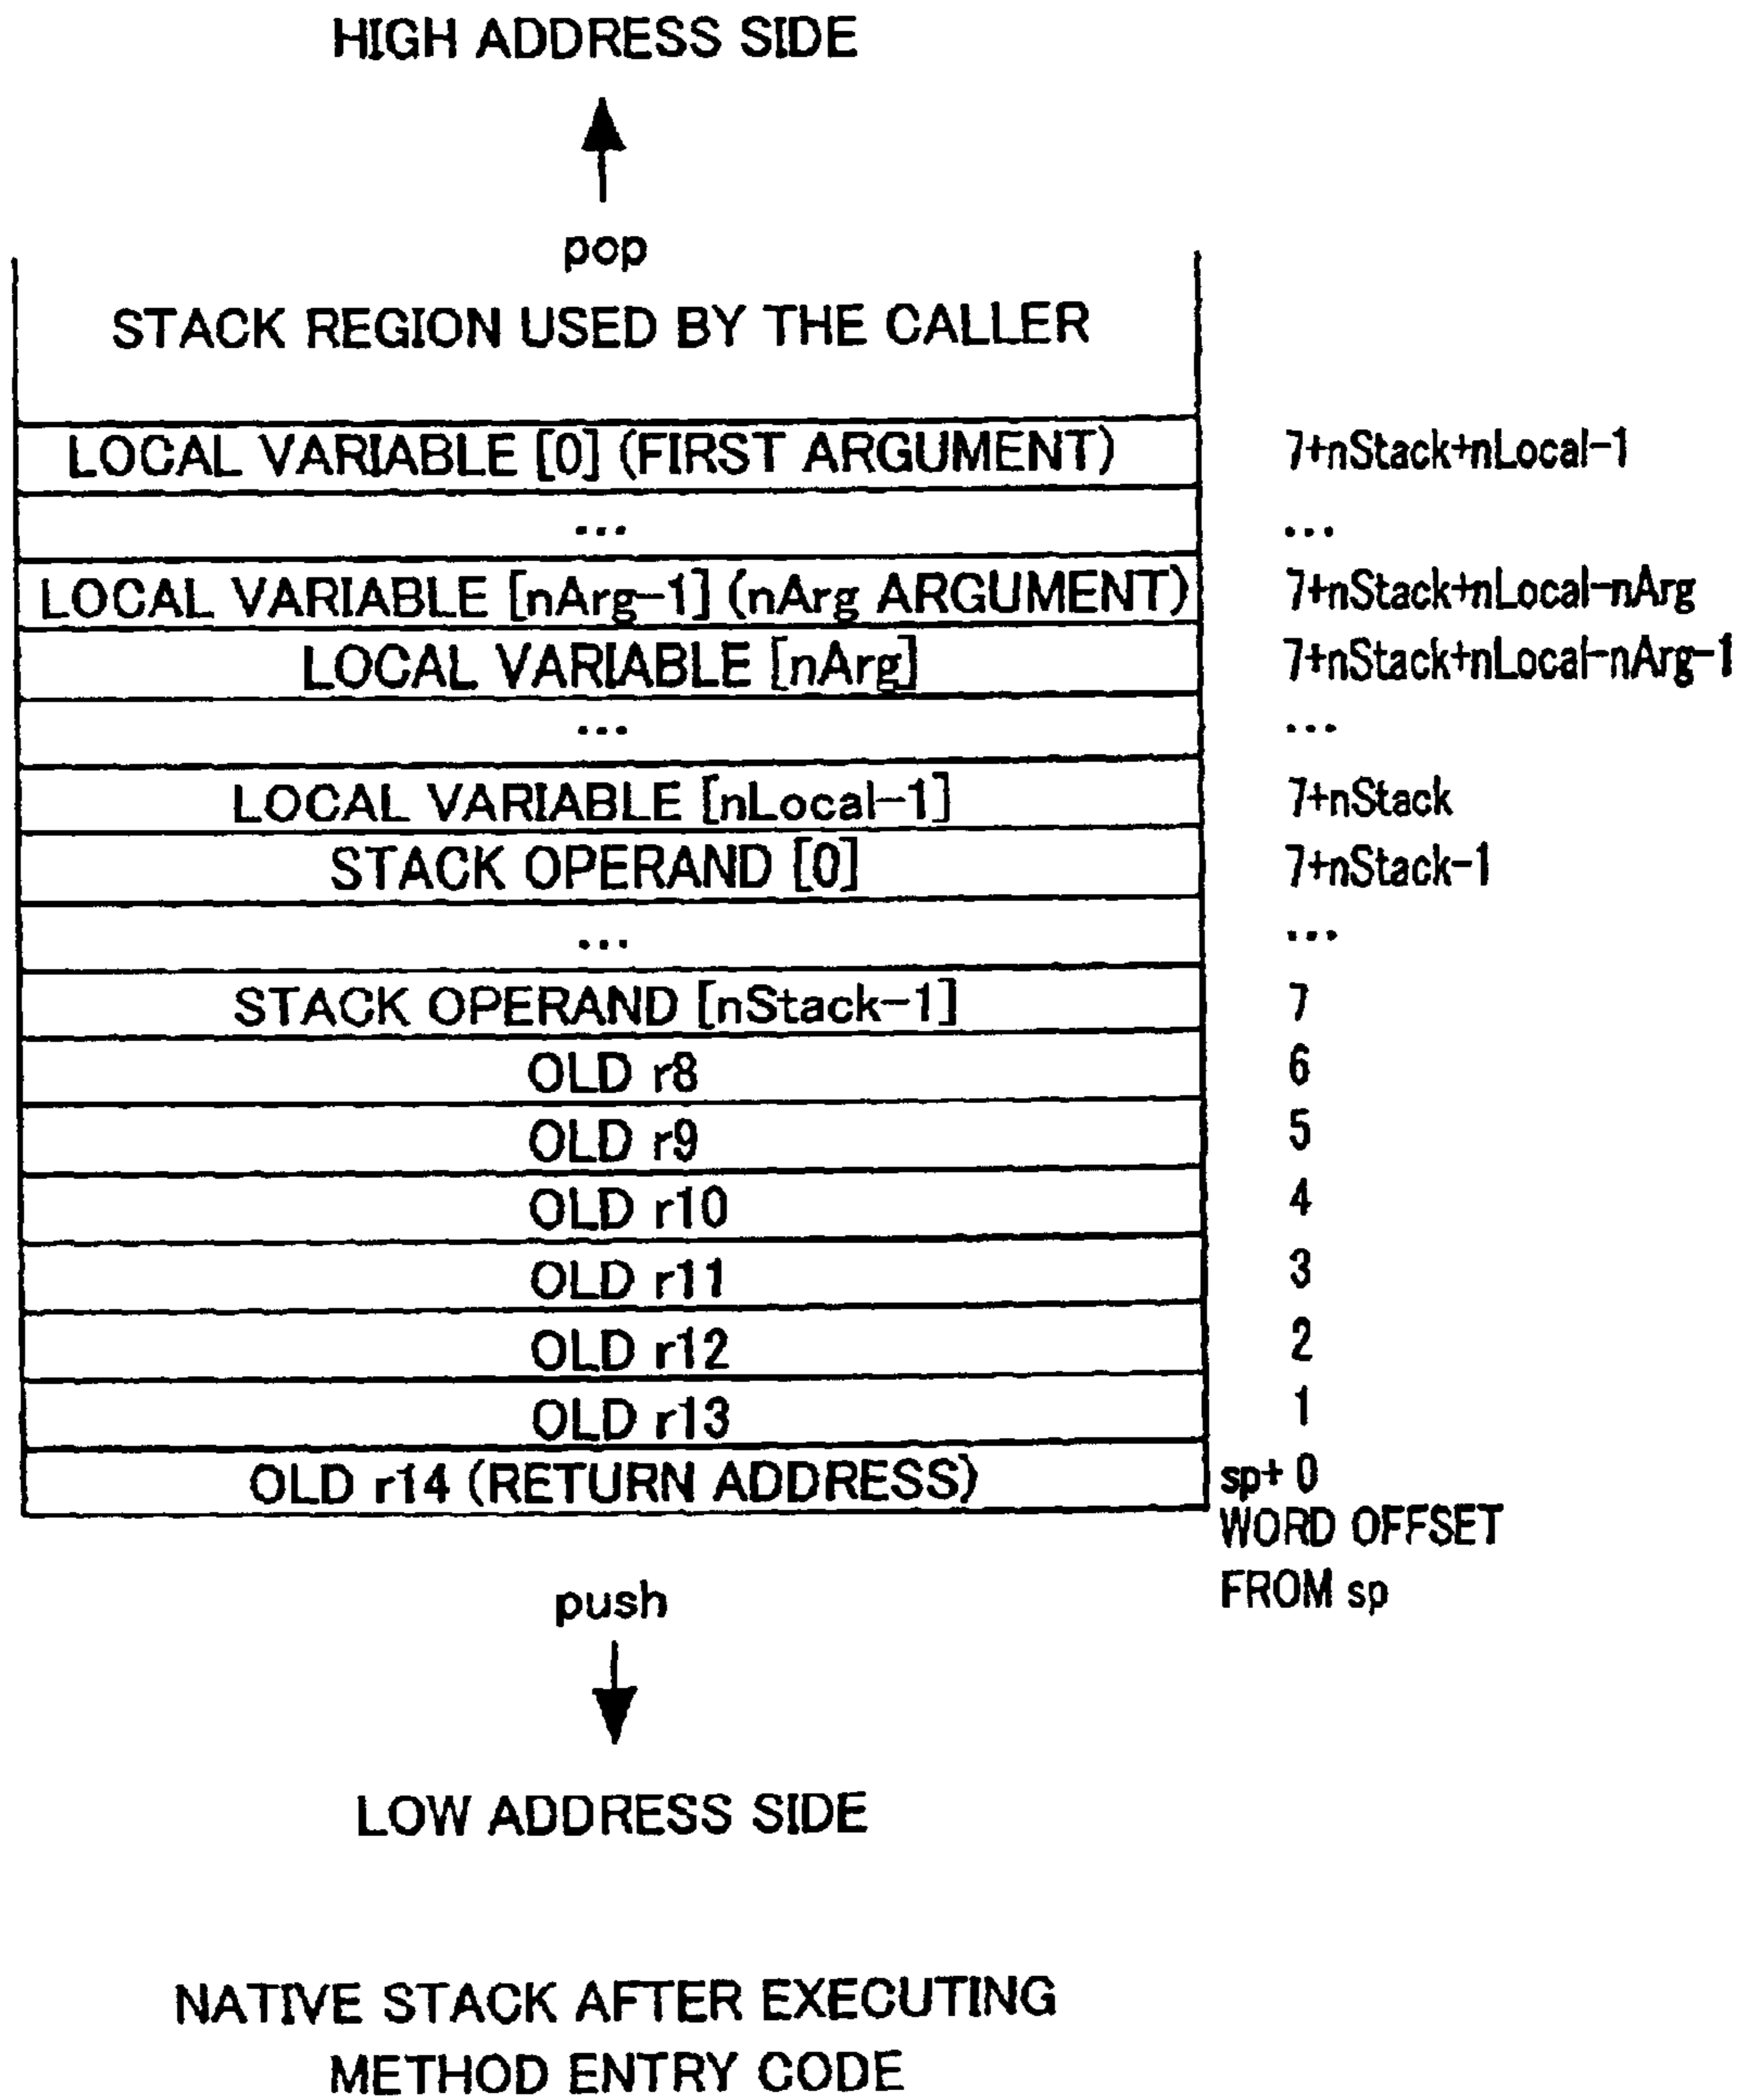 HIGH ADDRESS SIDE
pop
STACK REGION USED BY THE CALLER
LOCAL VARIABLE [0] (FIRST ARGUMENT) 7+nStack+nLocal-1
... ...
LOCAL VARIABLE [nArg-1] (nArg ARGUMENT) 7+nStack+nLocal-nArg
LOCAL VARIABLE [nArg] 7+nStack+nLocal-nArg-1
... ...
LOCAL VARIABLE [nLocal-1] 7+nStack
STACK OPERAND [0] 7+nStack-1
... ...
STACK OPERAND [nStack-1] 7
OLD r8 6
OLD r9 5
OLD r10 4
OLD r11 3
OLD r12 2
OLD r13 1
OLD r14 (RETURN ADDRESS) sp+ 0
WORD OFFSET
FROM sp
push
LOW ADDRESS SIDE
NATIVE STACK AFTER EXECUTING
METHOD ENTRY CODE